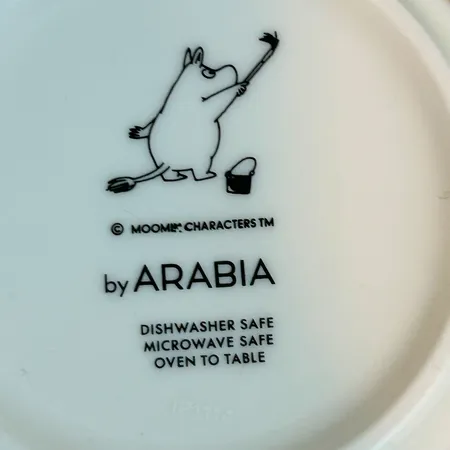 © MOOMIN CHARACTERS TM
by ARABIA
DISHWASHER SAFE
MICROWAVE SAFE
OVEN TO TABLE